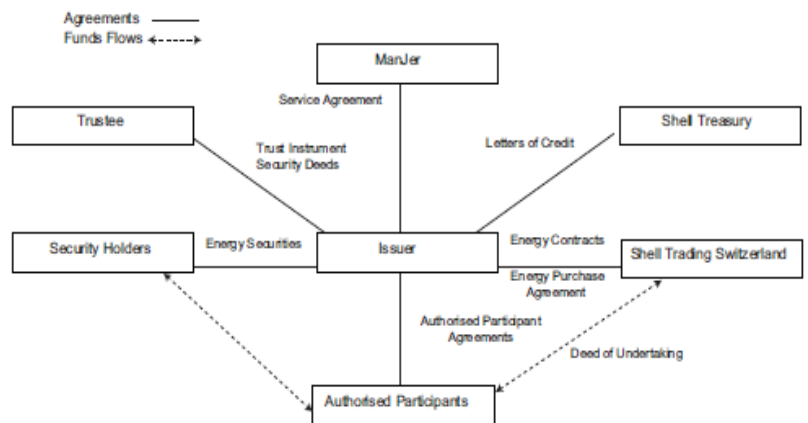 Agreements
Funds Flows
ManJer
Service Agreement
Trustee
Shell Treasury
Trust Instrument
Security Deeds
Letters of Credit
Security Holders
Energy Securities
Issuer
Energy Contracts
Shell Trading Switzerland
Energy Purchase
Agreement
Authorised Participant
Agreements
Deed of Undertaking
Authorised Participants